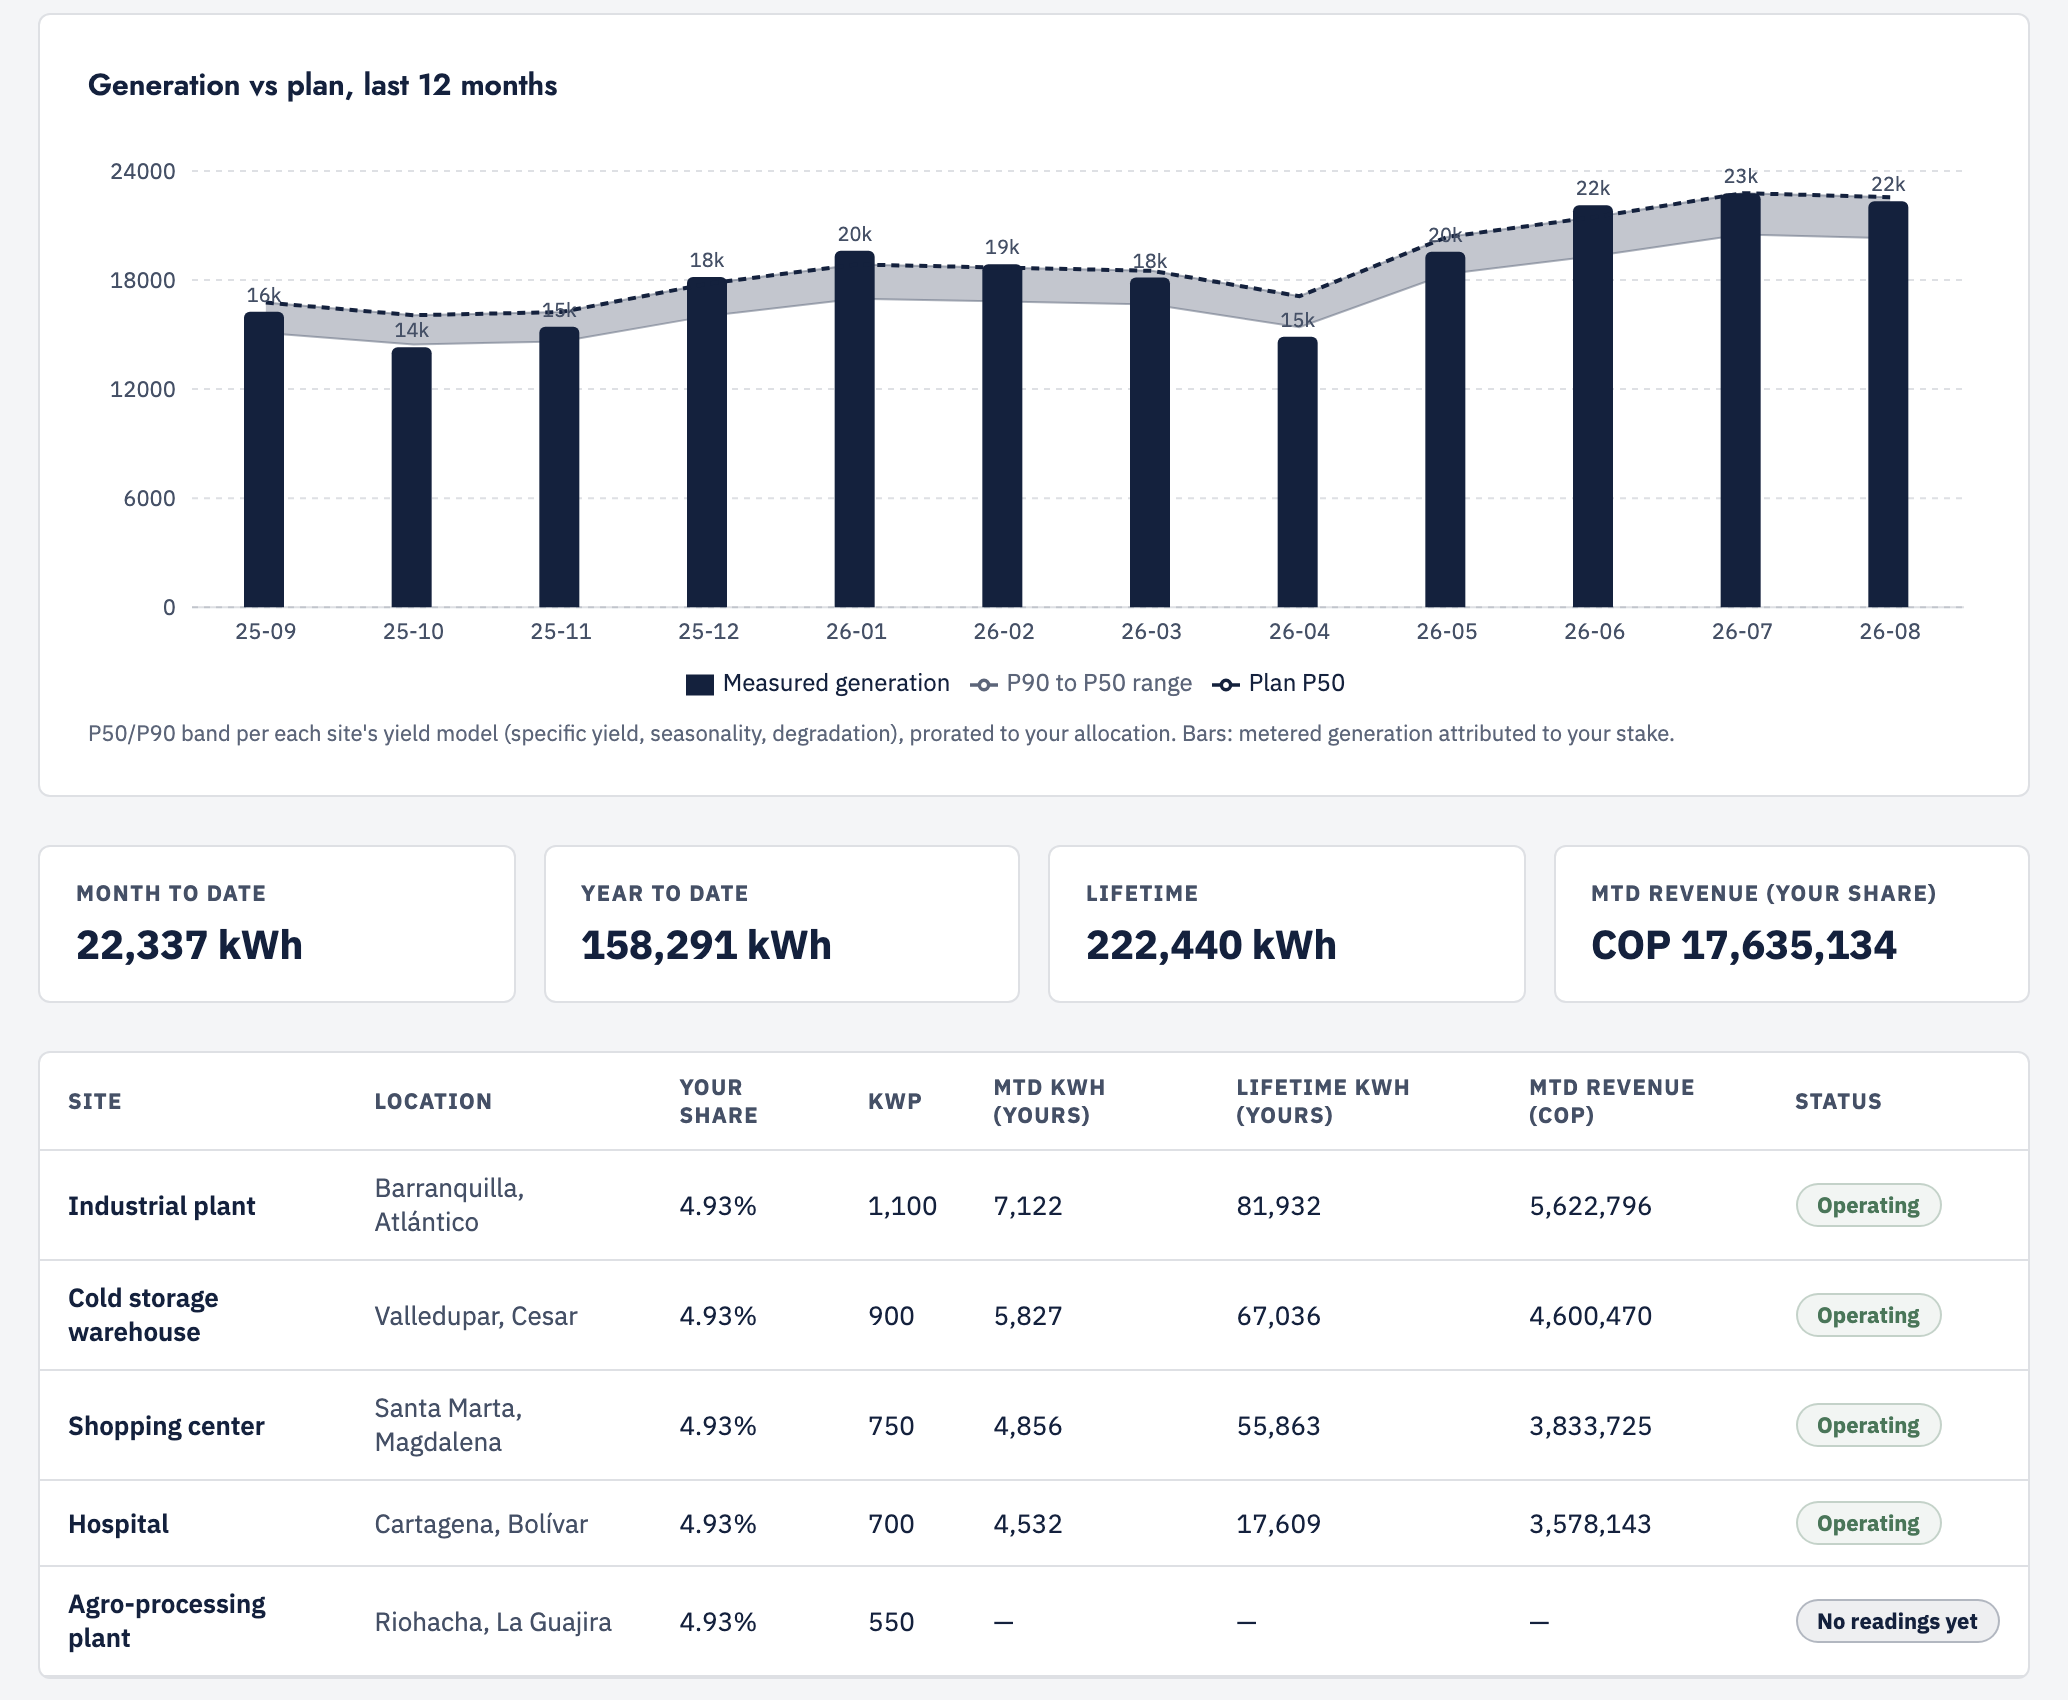 Generation vs plan, last 12 months
24000
18000
12000
6000
0
16k
14k
15k
18k
20k
19k
18k
15k
20k
22k
23k
22k
25-09 25-10 25-11 25-12 26-01 26-02 26-03 26-04 26-05 26-06 26-07 26-08
Measured generation P90 to P50 range Plan P50
P50/P90 band per each site's yield model (specific yield, seasonality, degradation), prorated to your allocation. Bars: metered generation attributed to your stake.
MONTH TO DATE
22,337 kWh
YEAR TO DATE
158,291 kWh
LIFETIME
222,440 kWh
MTD REVENUE (YOUR SHARE)
COP 17,635,134
SITE
LOCATION
YOUR
SHARE
KWP
MTD KWH
(YOURS)
LIFETIME KWH
(YOURS)
MTD REVENUE
(COP)
STATUS
Industrial plant
Barranquilla,
Atlántico
4.93%
1,100
7,122
81,932
5,622,796
Operating
Cold storage
warehouse
Valledupar, Cesar
4.93%
900
5,827
67,036
4,600,470
Operating
Shopping center
Santa Marta,
Magdalena
4.93%
750
4,856
55,863
3,833,725
Operating
Hospital
Cartagena, Bolívar
4.93%
700
4,532
17,609
3,578,143
Operating
Agro-processing
plant
Riohacha, La Guajira
4.93%
550
—
—
—
No readings yet